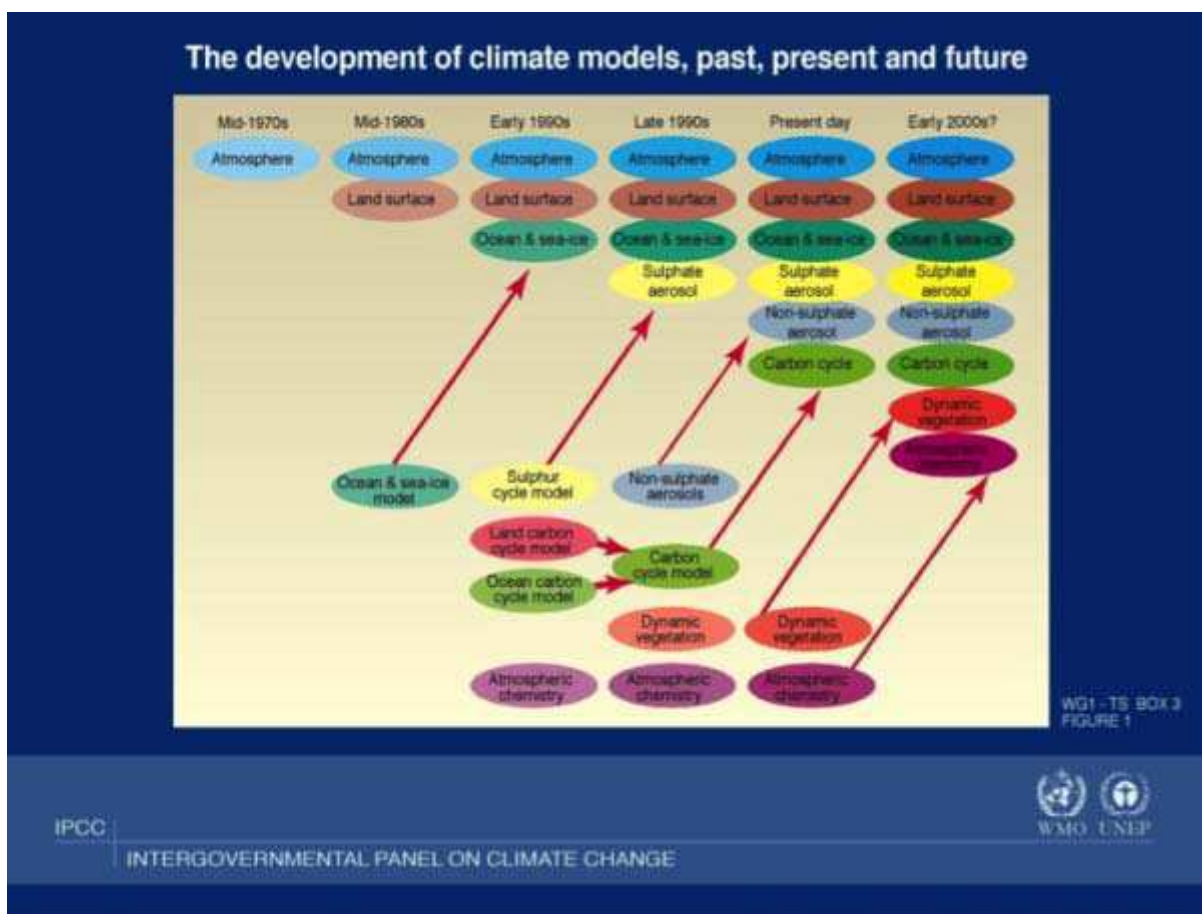 The development of climate models, past, present and future
Mid-1970s
Mid-1980s
Early 1990s
Late 1990s
Present day
Early 2000s?
Atmosphere
Atmosphere
Atmosphere
Atmosphere
Atmosphere
Atmosphere
Land surface
Land surface
Land surface
Land surface
Land surface
Ocean & sea-ice
Ocean & sea-ice
Ocean & sea-ice
Ocean & sea-ice
Sulphate
aerosol
Sulphate
aerosol
Sulphate
aerosol
Non-sulphate
aerosol
Non-sulphate
aerosol
Carbon cycle
Carbon cycle
Dynamic
vegetation
Atmospheric
chemistry
Ocean & sea-ice
model
Sulphur
cycle model
Non-sulphate
aerosols
Land carbon
cycle model
Carbon
cycle model
Ocean carbon
cycle model
Dynamic
vegetation
Dynamic
vegetation
Atmospheric
chemistry
Atmospheric
chemistry
Atmospheric
chemistry
WG1 - TS BOX 3
FIGURE 1
IPCC
INTERGOVERNMENTAL PANEL ON CLIMATE CHANGE
WMO UNEP